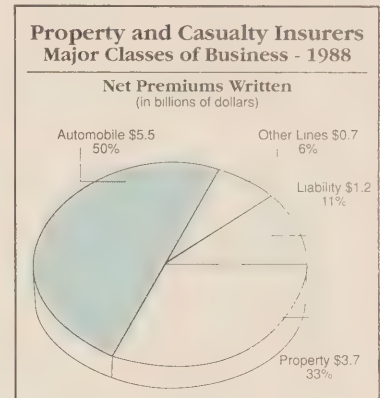 Property and Casualty Insurers
Major Classes of Business - 1988
Net Premiums Written
(in billions of dollars)
Automobile $5.5
50%
Other Lines $0.7
6%
Liability $1.2
11%
Property $3.7
33%